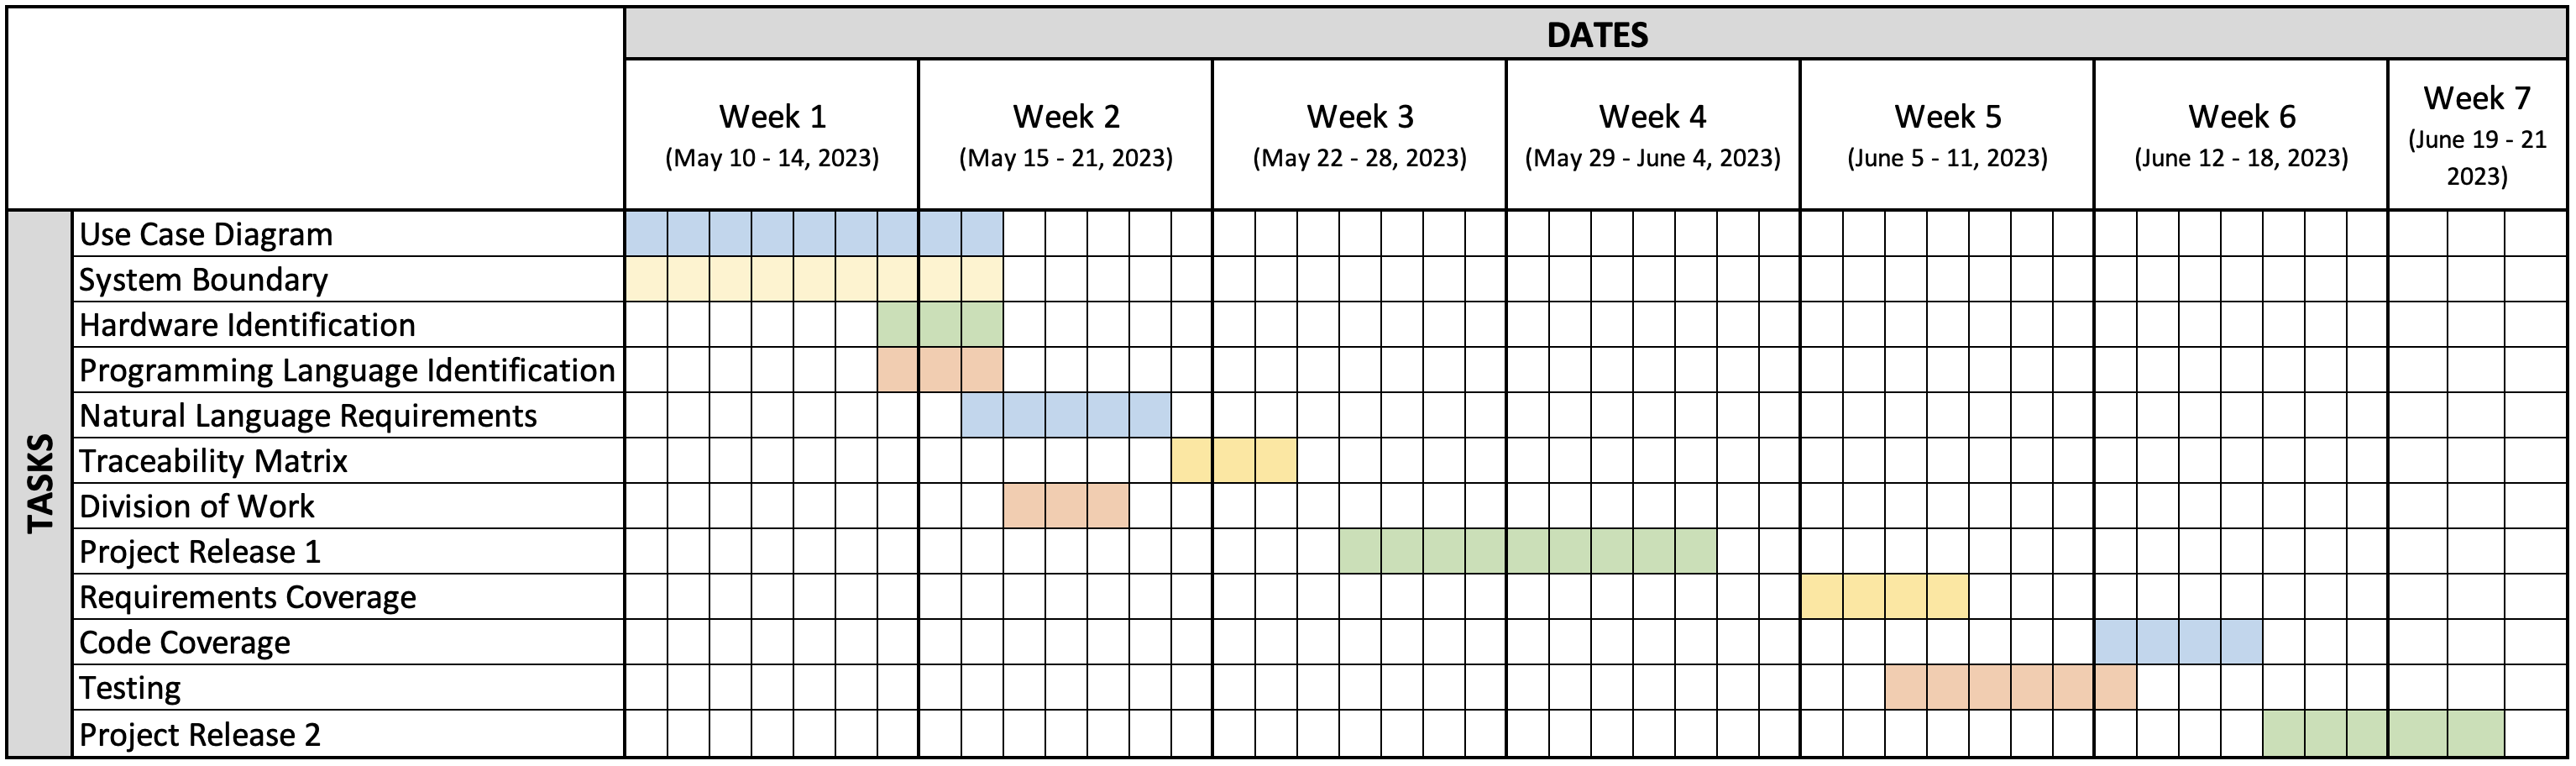 DATES
Week 1
(May 10 - 14, 2023)
Week 2
(May 15 - 21, 2023)
Week 3
(May 22 - 28, 2023)
Week 4
(May 29 - June 4, 2023)
Week 5
(June 5 - 11, 2023)
Week 6
(June 12 - 18, 2023)
Week 7
(June 19 - 21
2023)
TASKS
Use Case Diagram
System Boundary
Hardware Identification
Programming Language Identification
Natural Language Requirements
Traceability Matrix
Division of Work
Project Release 1
Requirements Coverage
Code Coverage
Testing
Project Release 2